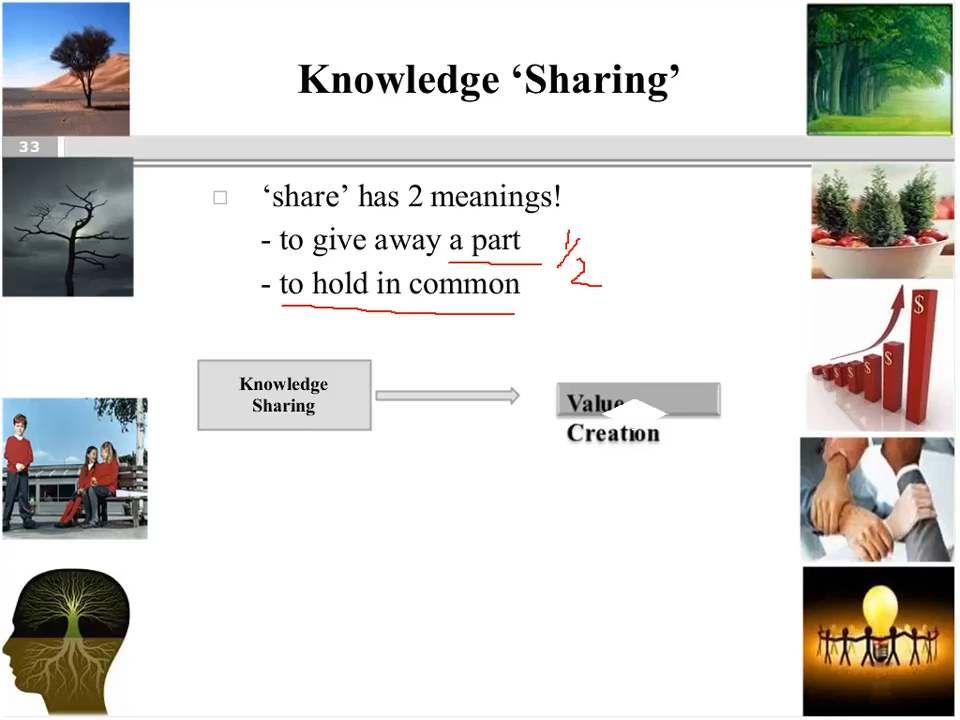 Knowledge ‘Sharing’
33
‘share’ has 2 meanings!
- to give away a part
1/2
- to hold in common
Knowledge
Sharing
Value
Creation
$
$
$
$
$
$